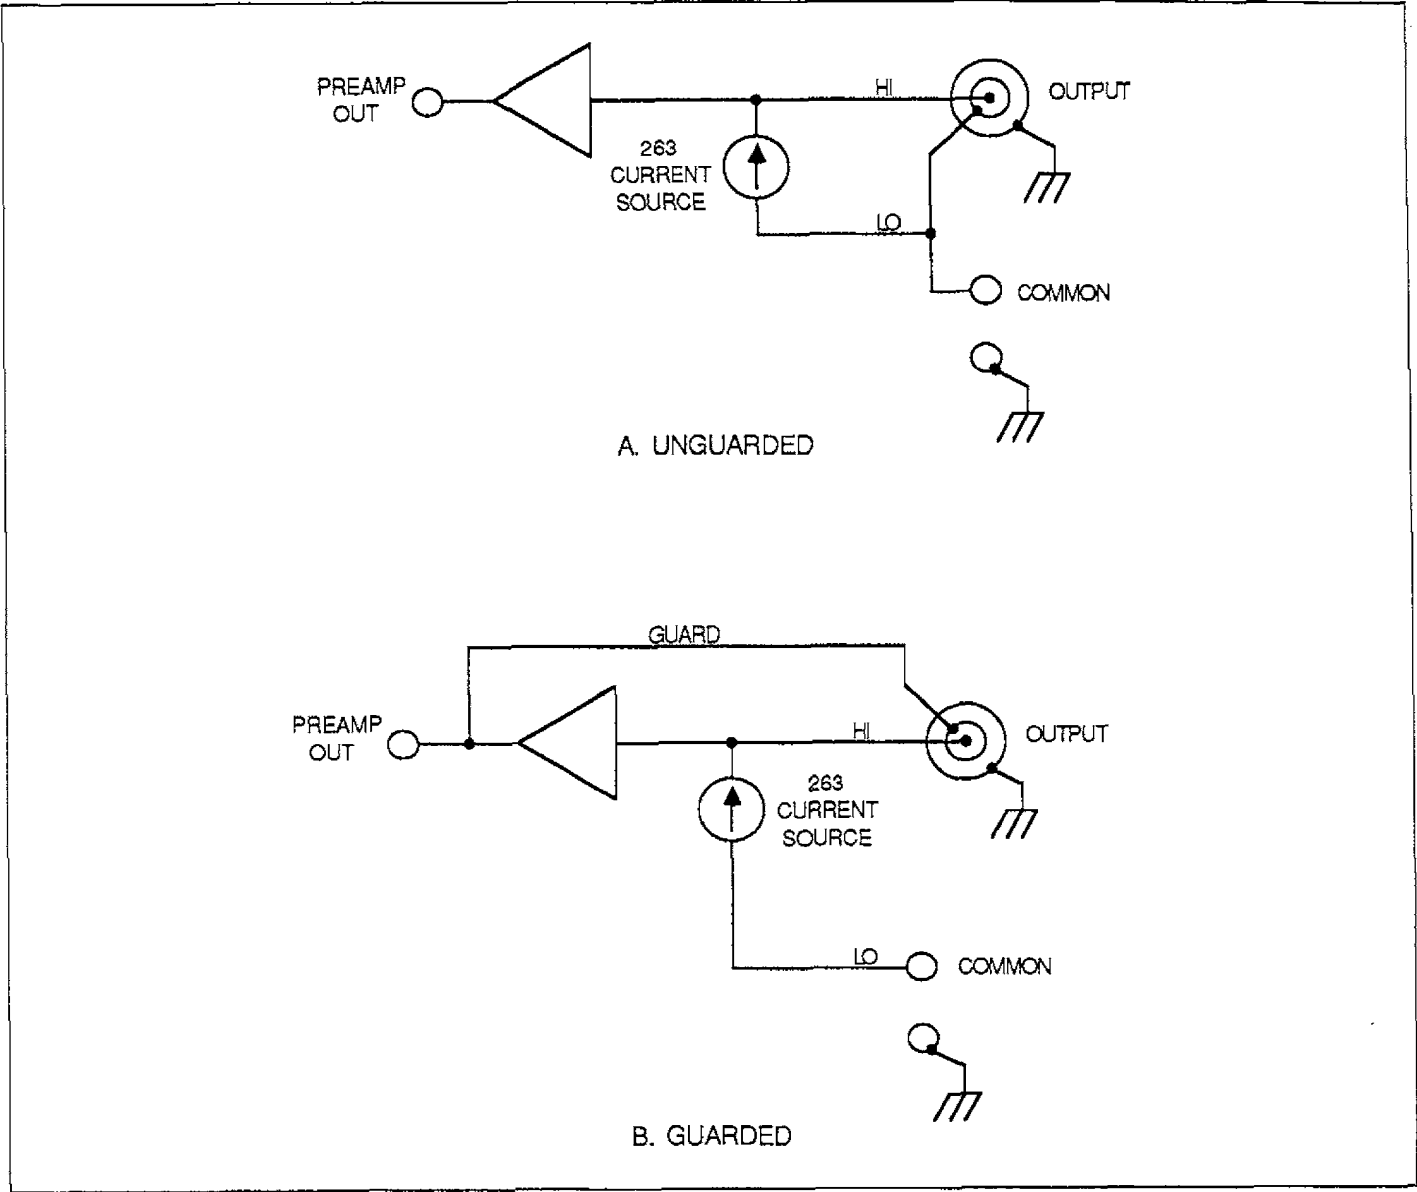 PREAMP
OUT
HI
OUTPUT
263
CURRENT
SOURCE
LO
COMMON
A. UNGUARDED
GUARD
PREAMP
OUT
HI
OUTPUT
263
CURRENT
SOURCE
LO
COMMON
B. GUARDED